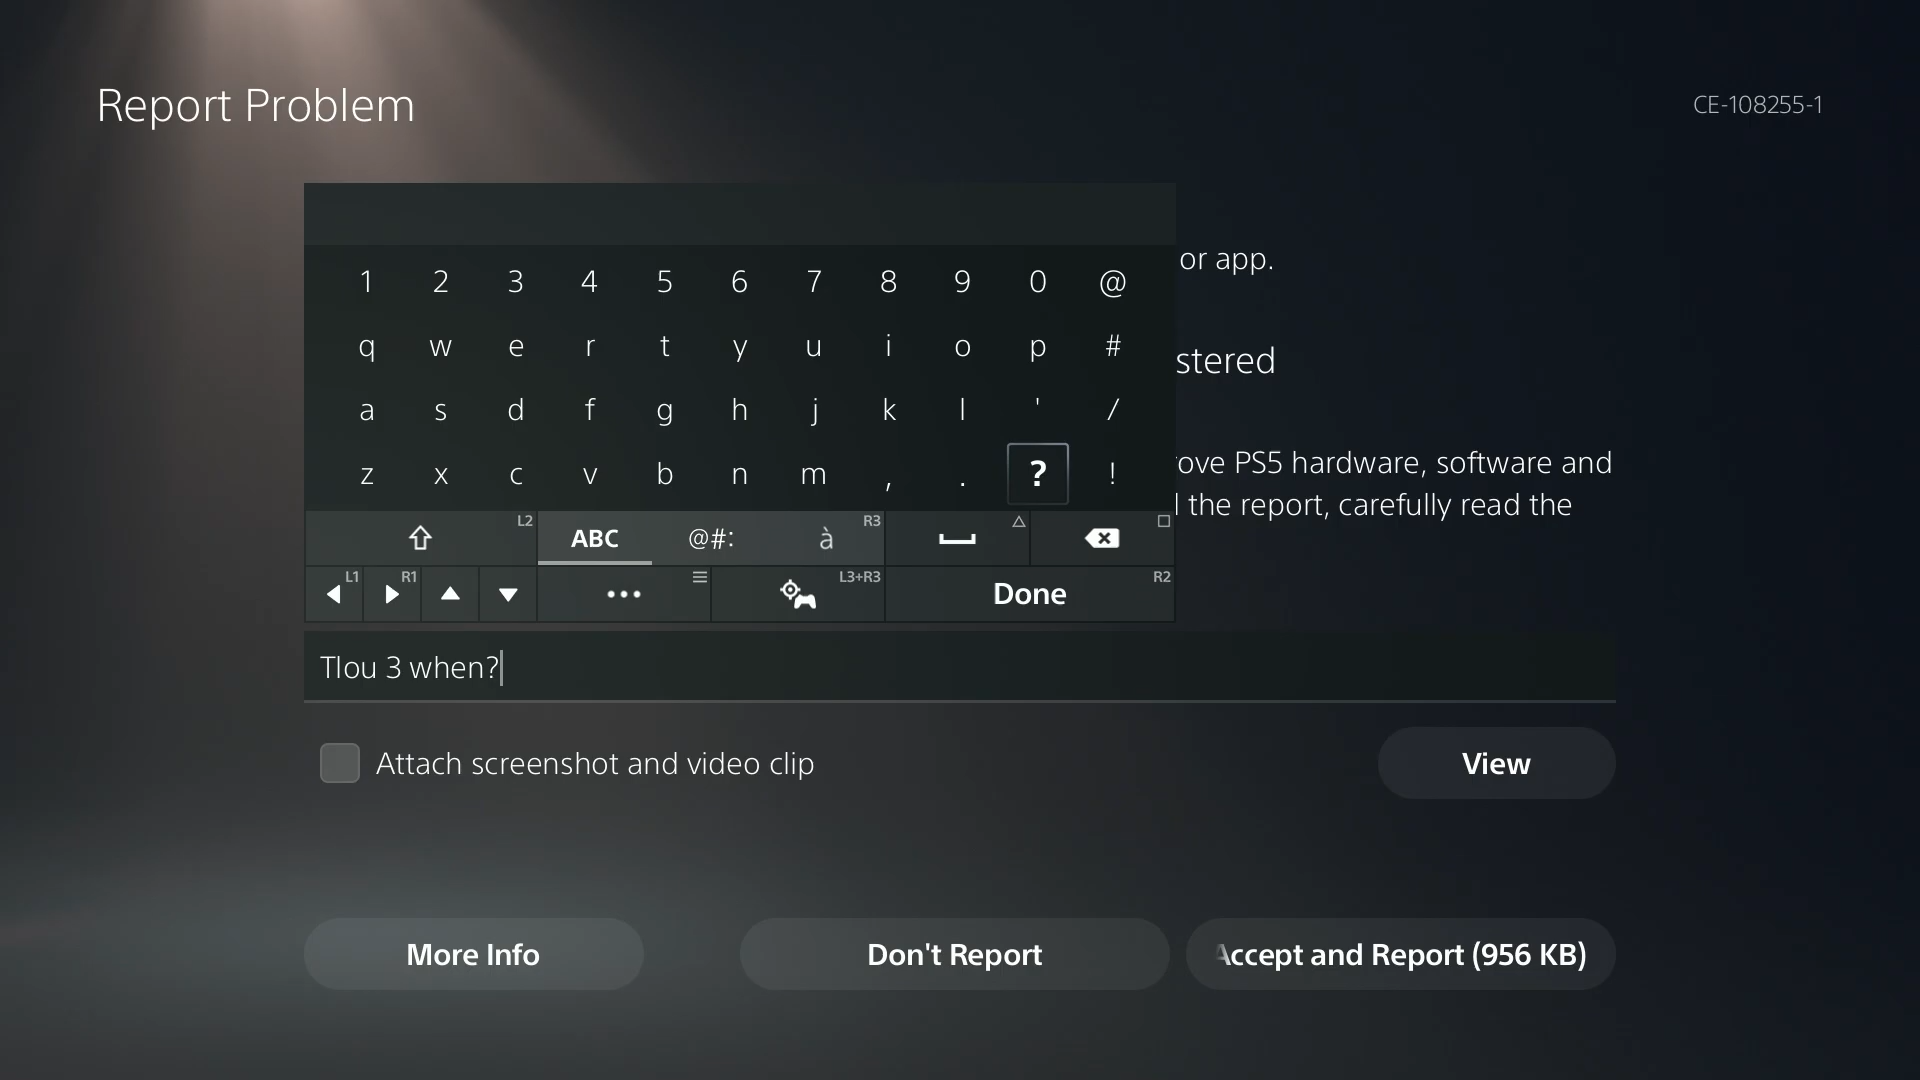 Report Problem
CE-108255-1
or app.
1 2 3 4 5 6 7 8 9 0 @
q w e r t y u i o p #
stered
a s d f g h j k l ' /
z x c v b n m , . ? !
ove PS5 hardware, software and
the report, carefully read the
L2 ABC @#: à R3
L1 R1 ... L3+R3 Done R2
Tlou 3 when?
Attach screenshot and video clip
View
More Info
Don't Report
Accept and Report (956 KB)